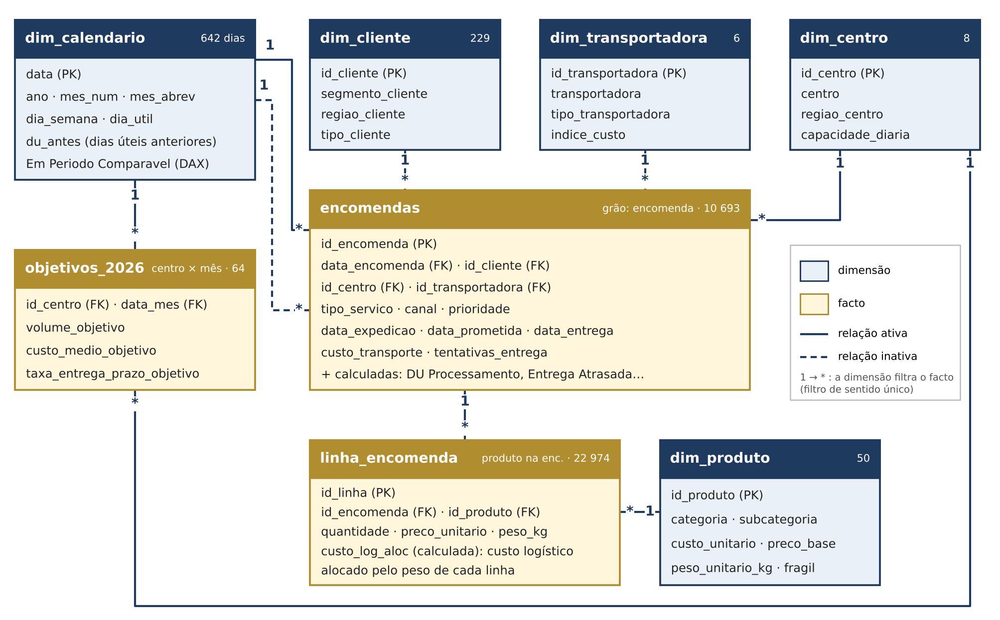 dim_calendario 642 dias
data (PK)
ano · mes_num · mes_abrev
dia_semana · dia_util
du_antes (dias úteis anteriores)
Em Periodo Comparavel (DAX)
1
1
dim_cliente 229
id_cliente (PK)
segmento_cliente
regiao_cliente
tipo_cliente
dim_transportadora 6
id_transportadora (PK)
transportadora
tipo_transportadora
indice_custo
dim_centro 8
id_centro (PK)
centro
regiao_centro
capacidade_diaria
1
*
1
*
1
*
1
1
*
objetivos_2026 centro × mês · 64
id_centro (FK) · data_mes (FK)
volume_objetivo
custo_medio_objetivo
taxa_entrega_prazo_objetivo
*
*
*
encomendas grão: encomenda · 10 693
id_encomenda (PK)
data_encomenda (FK) · id_cliente (FK)
id_centro (FK) · id_transportadora (FK)
tipo_servico · canal · prioridade
data_expedicao · data_prometida · data_entrega
custo_transporte · tentativas_entrega
+ calculadas: DU Processamento, Entrega Atrasada…
dimensão
facto
relação ativa
relação inativa
1 → * : a dimensão filtra o facto
(filtro de sentido único)
1
*
linha_encomenda produto na enc. · 22 974
id_linha (PK)
id_encomenda (FK) · id_produto (FK)
quantidade · preco_unitario · peso_kg
custo_log_aloc (calculada): custo logístico
alocado pelo peso de cada linha
* 1
dim_produto 50
id_produto (PK)
categoria · subcategoria
custo_unitario · preco_base
peso_unitario_kg · fragil